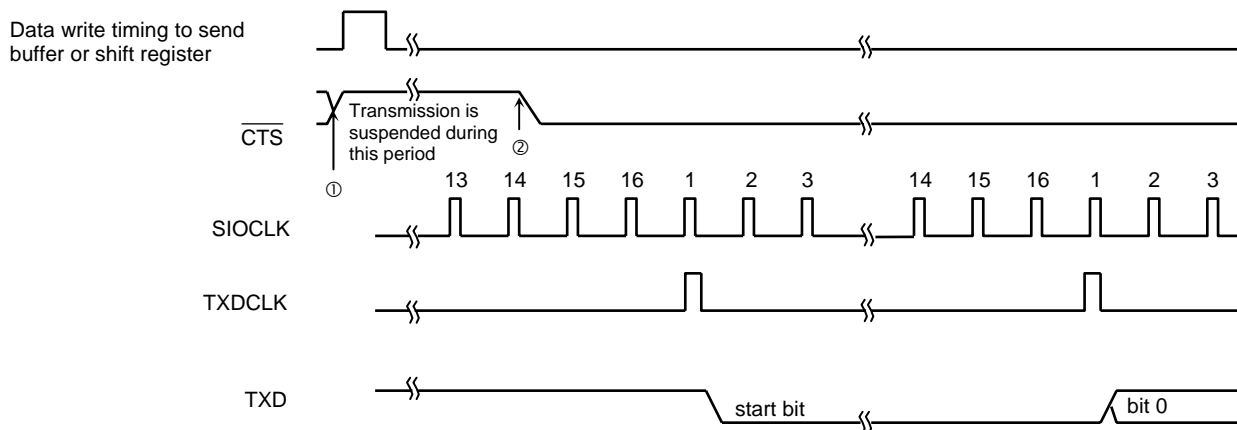 Data write timing to send
buffer or shift register
CTS
Transmission is
suspended during
this period
①
②
13 14 15 16 1 2 3 14 15 16 1 2 3
SIOCLK
TXDCLK
TXD
start bit
bit 0